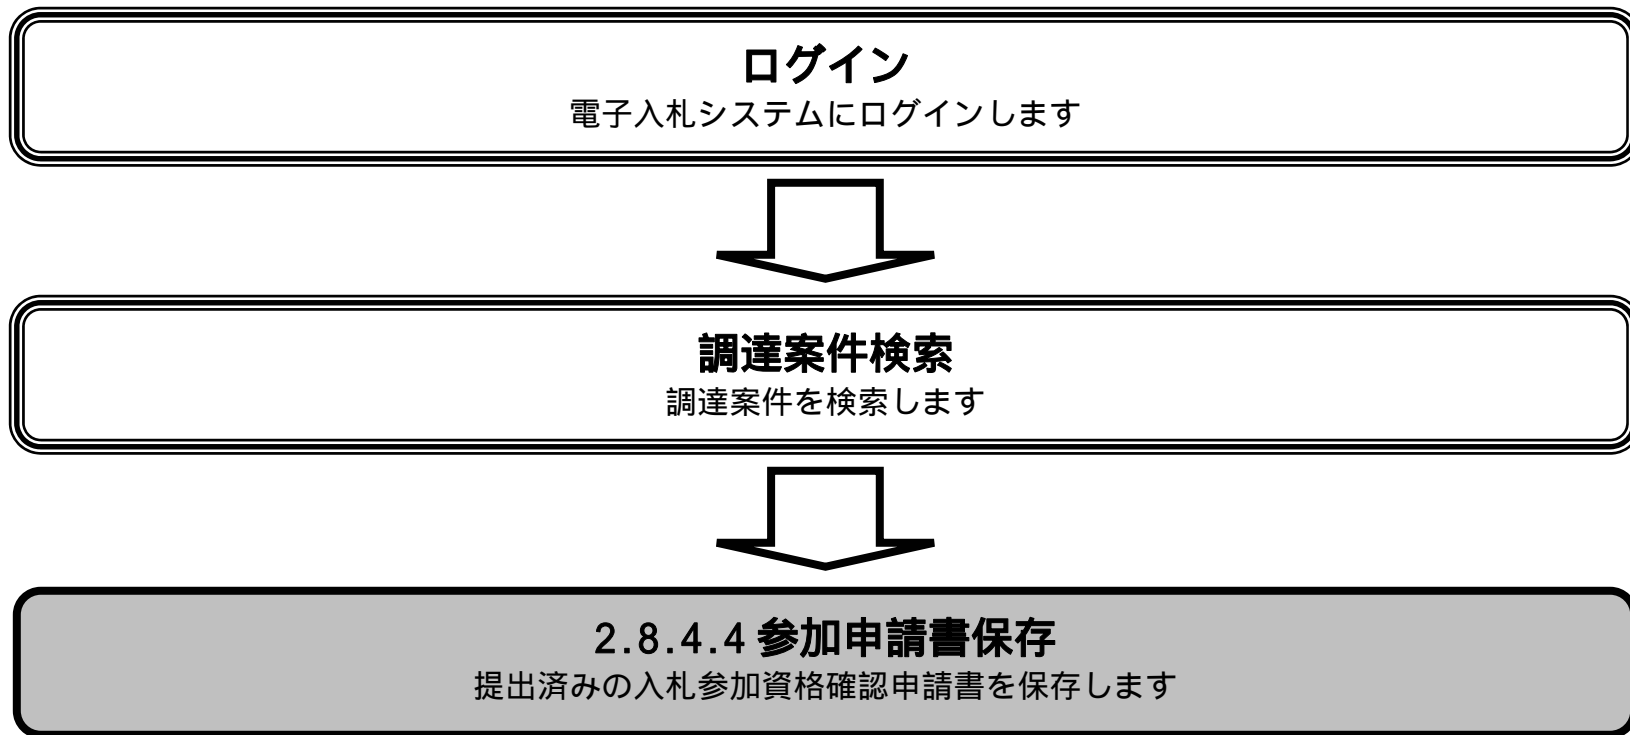 ログイン
電子入札システムにログインします
調達案件検索
調達案件を検索します
2.8.4.4 参加申請書保存
提出済みの入札参加資格確認申請書を保存します